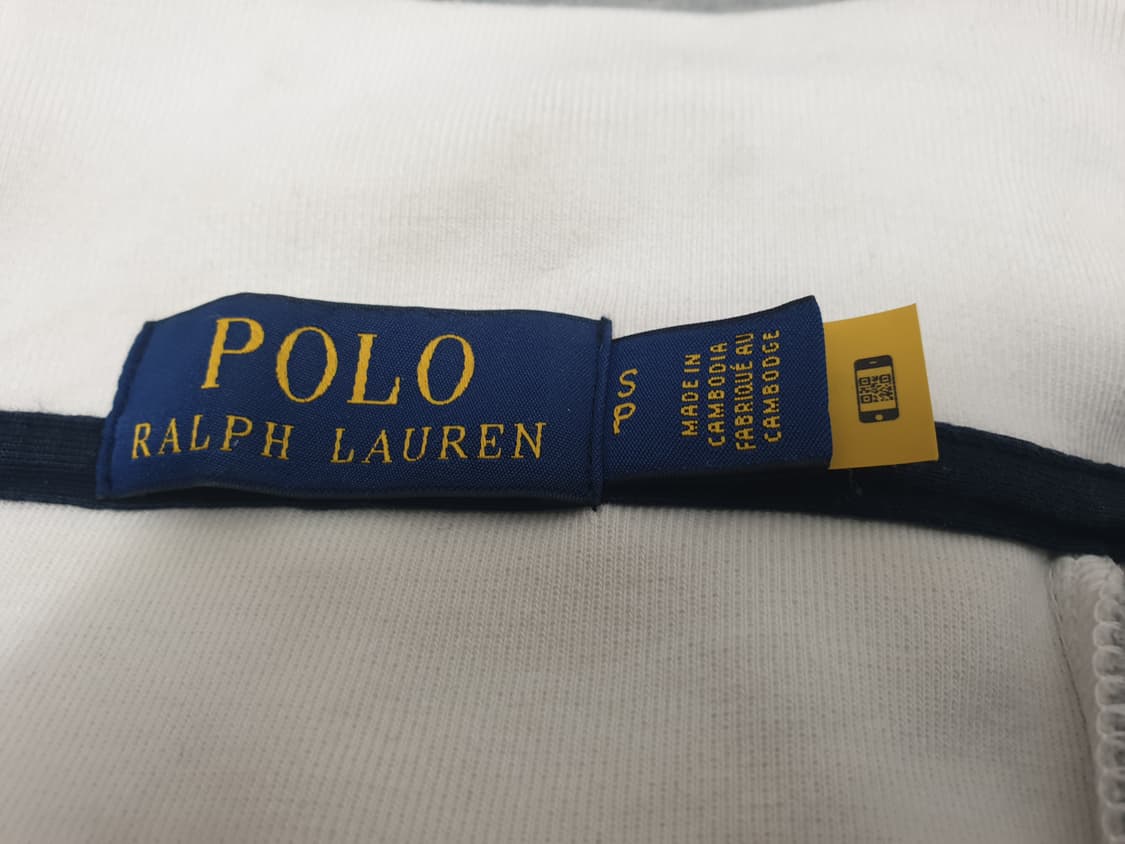 POLO
RALPH LAUREN
S
P
MADE IN
CAMBODIA
FABRIQUÉ AU
CAMBODGE